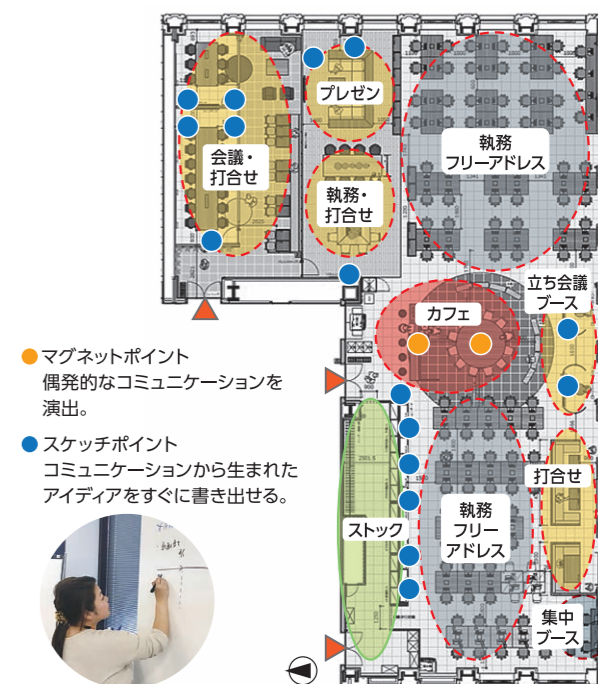 プレゼン
会議・
打合せ
執務・
打合せ
執務
フリーアドレス
立ち会議
ブース
カフェ
マグネットポイント
偶発的なコミュニケーションを
演出。
スケッチポイント
コミュニケーションから生まれた
アイディアをすぐに書き出せる。
ストック
執務
フリー
アドレス
打合せ
集中
ブース